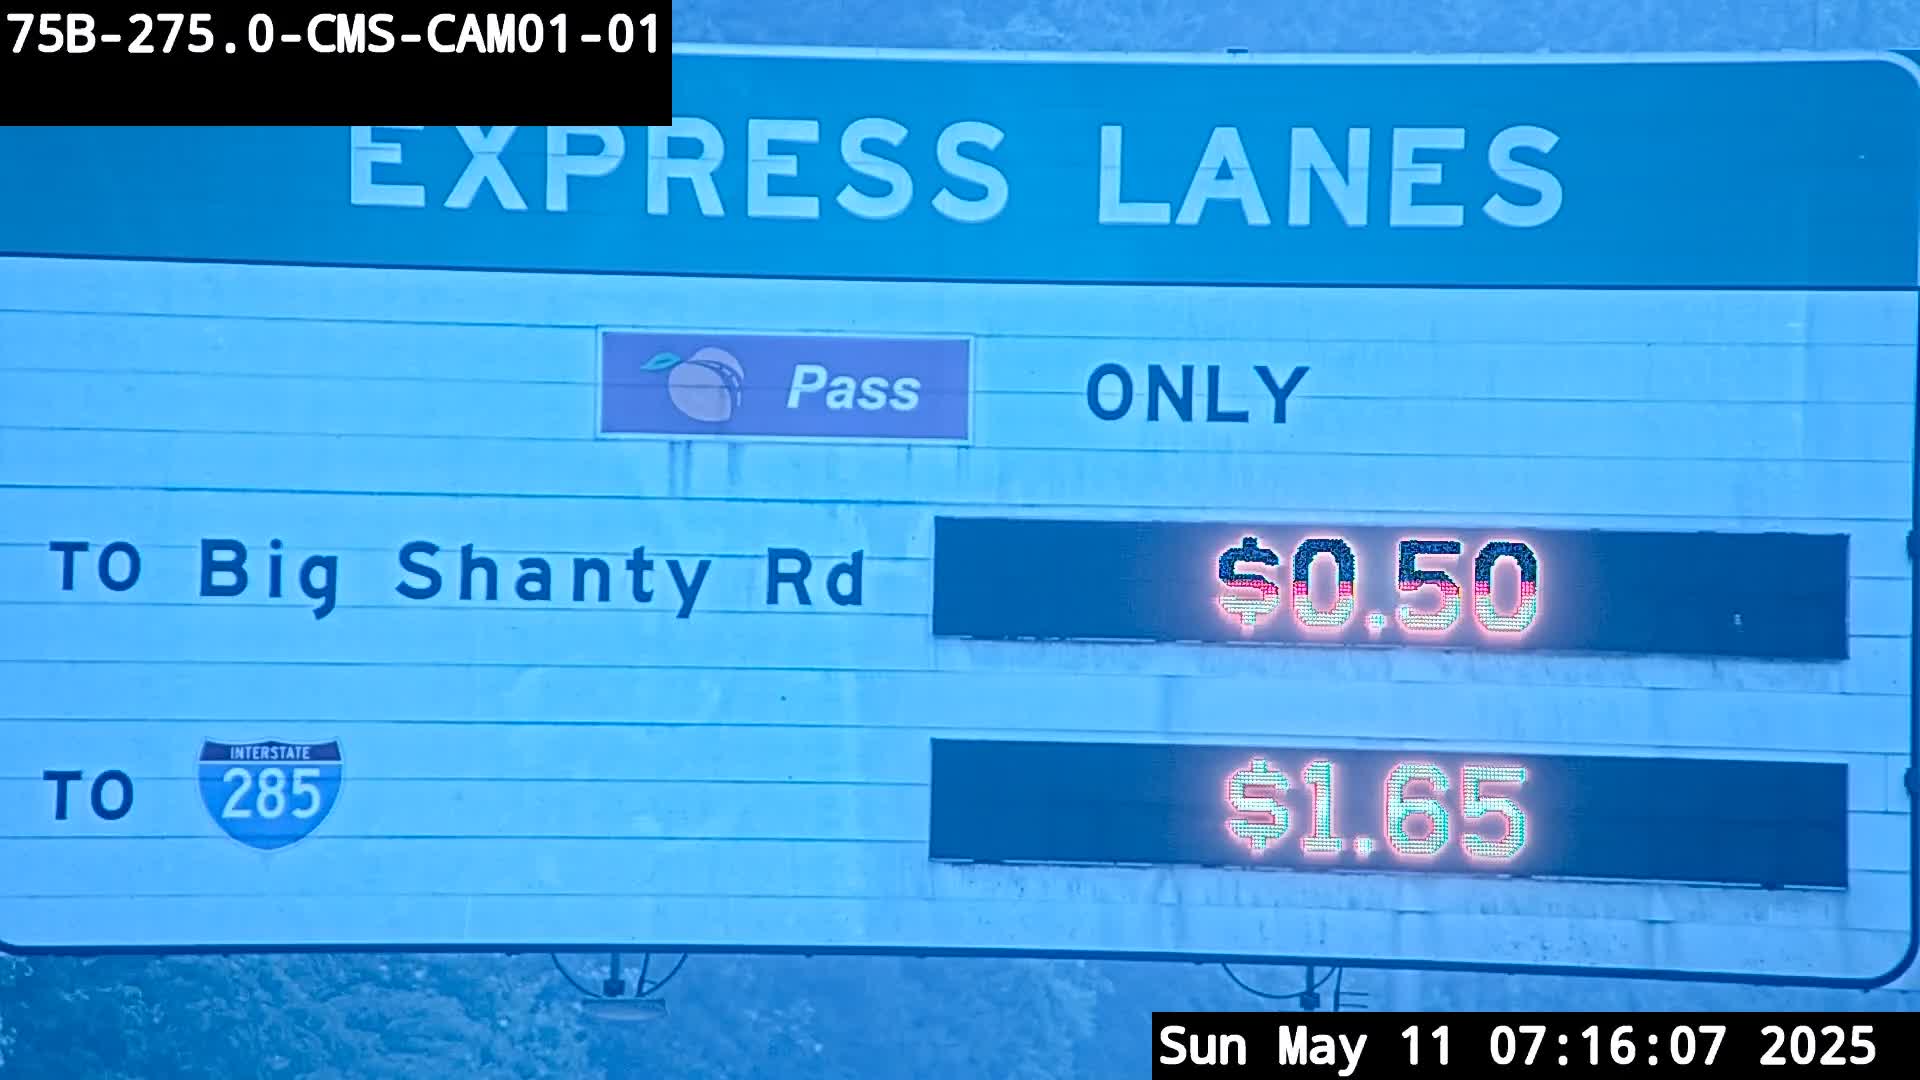 75B-275.0-CMS-CAM01-01
EXPRESS LANES
Pass ONLY
TO Big Shanty Rd $0.50
INTERSTATE
TO 285 $1.65
Sun May 11 07:16:07 2025